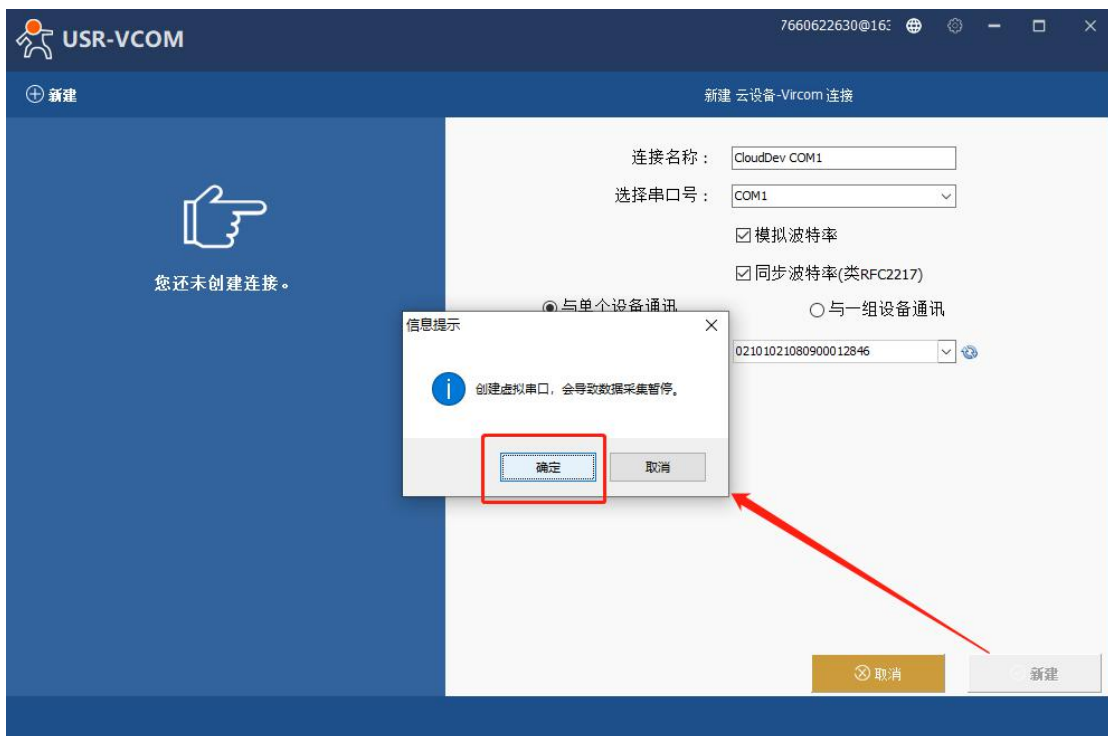 USR-VCOM
7660622630@163
新建
新建 云设备-Vircom 连接
连接名称：
CloudDev COM1
选择串口号：
COM1
模拟波特率
同步波特率(类RFC2217)
您还未创建连接。
与单个设备通讯
与一组设备通讯
信息提示
02101021080900012846
创建虚拟串口，会导致数据采集暂停。
确定
取消
取消
新建